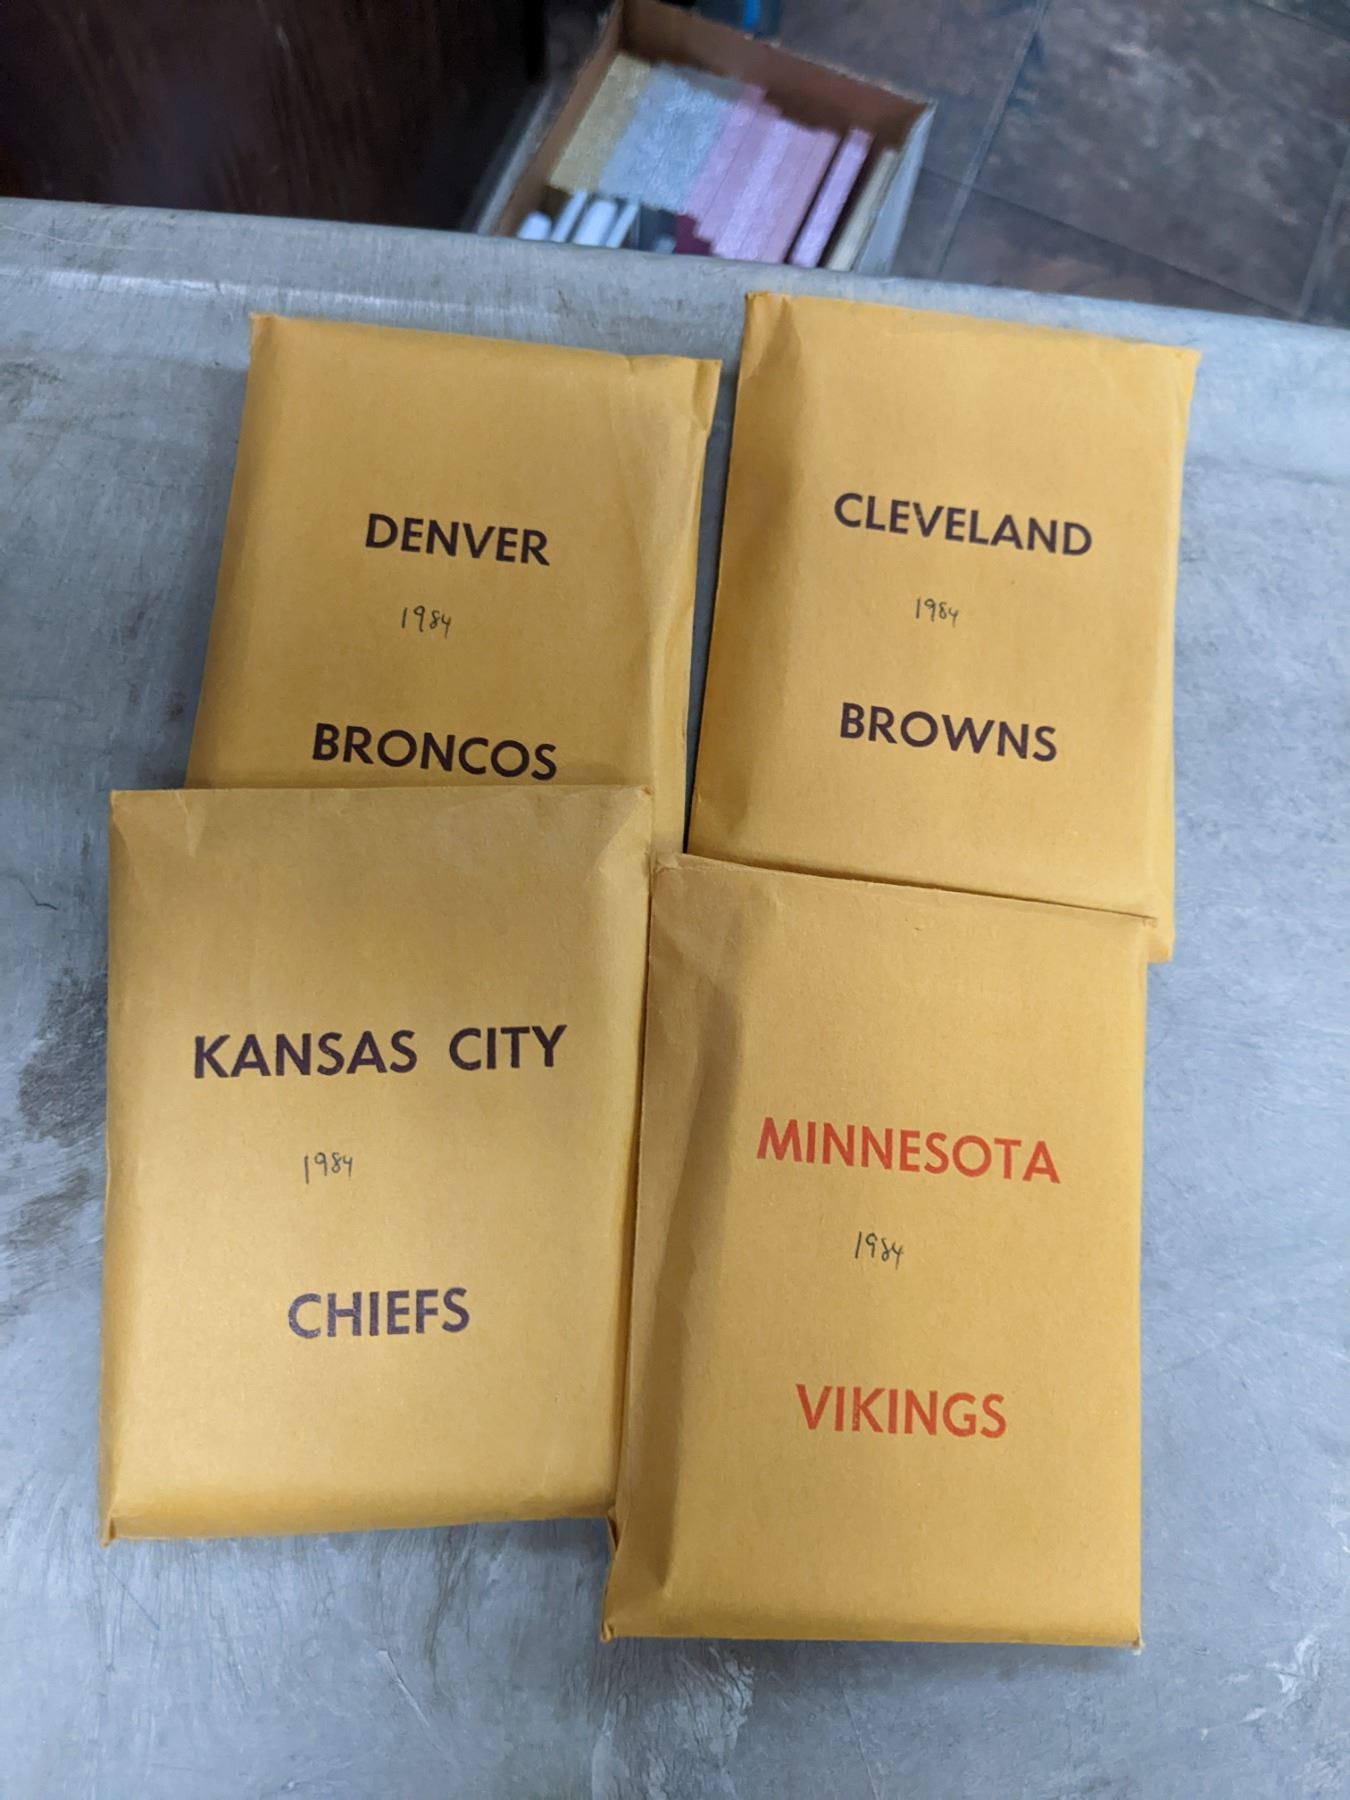 DENVER
1984
BRONCOS
CLEVELAND
1984
BROWNS
KANSAS CITY
1984
CHIEFS
MINNESOTA
1984
VIKINGS